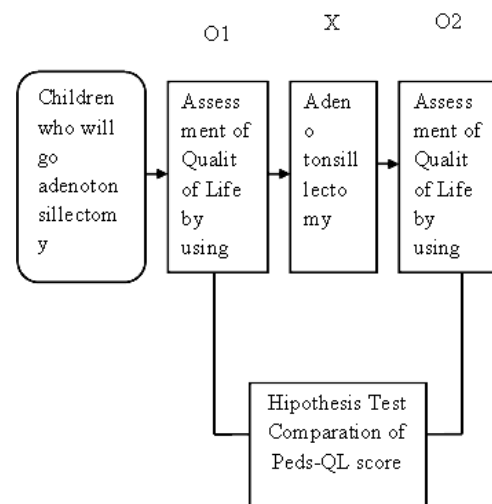 O1
X
O2
Children
who will
go
adenoton
sillectom
y
Assess
ment of
Qualit
of Life
by
using
Aden
o
tonsill
lecto
my
Assess
ment of
Qualit
of Life
by
using
Hipothesis Test
Comparation of
Peds-QL score